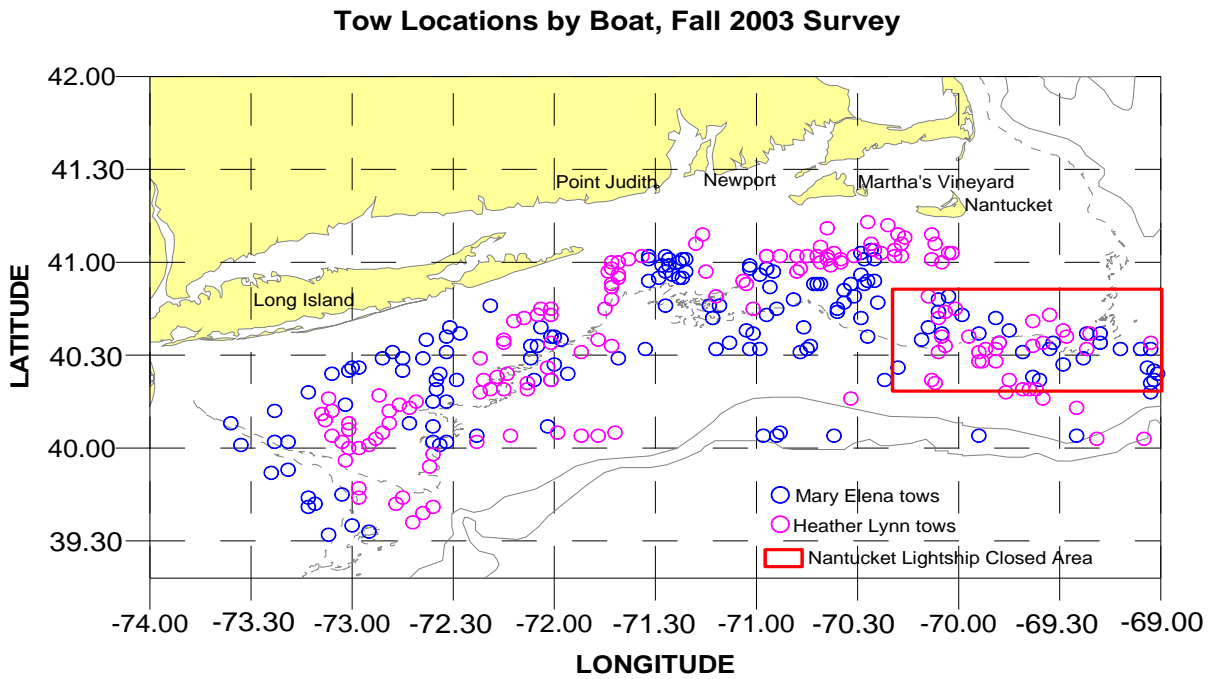 Tow Locations by Boat, Fall 2003 Survey
42.00
41.30
41.00
40.30
40.00
39.30
LATITUDE
Point Judith
Newport
Martha's Vineyard
Nantucket
Long Island
Mary Elena tows
Heather Lynn tows
Nantucket Lightship Closed Area
-74.00 -73.30 -73.00 -72.30 -72.00 -71.30 -71.00 -70.30 -70.00 -69.30 -69.00
LONGITUDE